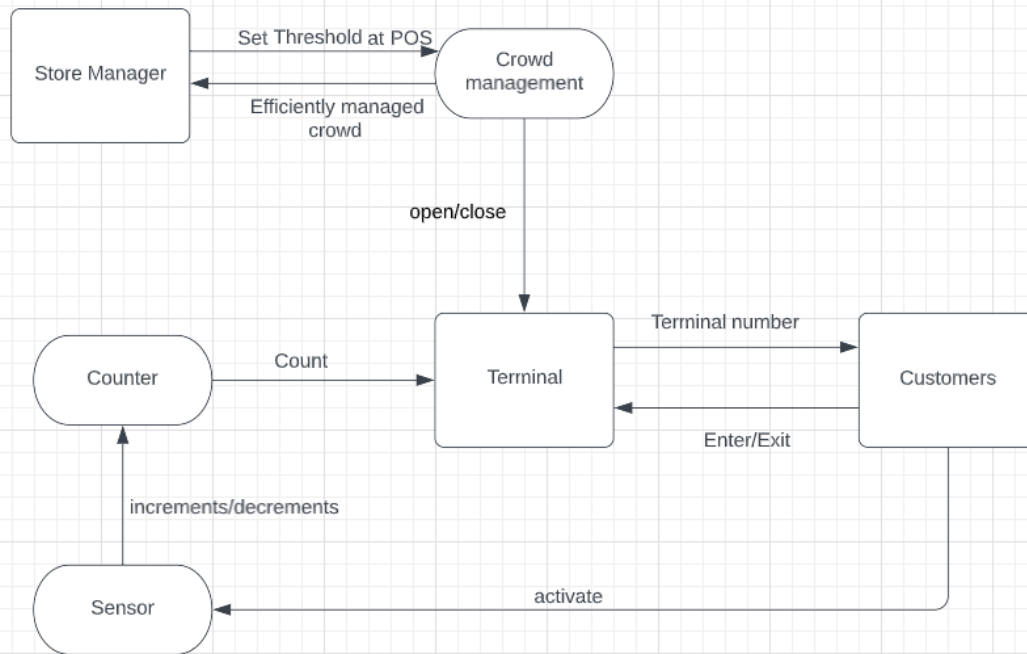 Set Threshold at POS
Store Manager
Crowd
management
Efficiently managed
crowd
open/close
Terminal number
Count
Counter
Terminal
Customers
Enter/Exit
increments/decrements
activate
Sensor